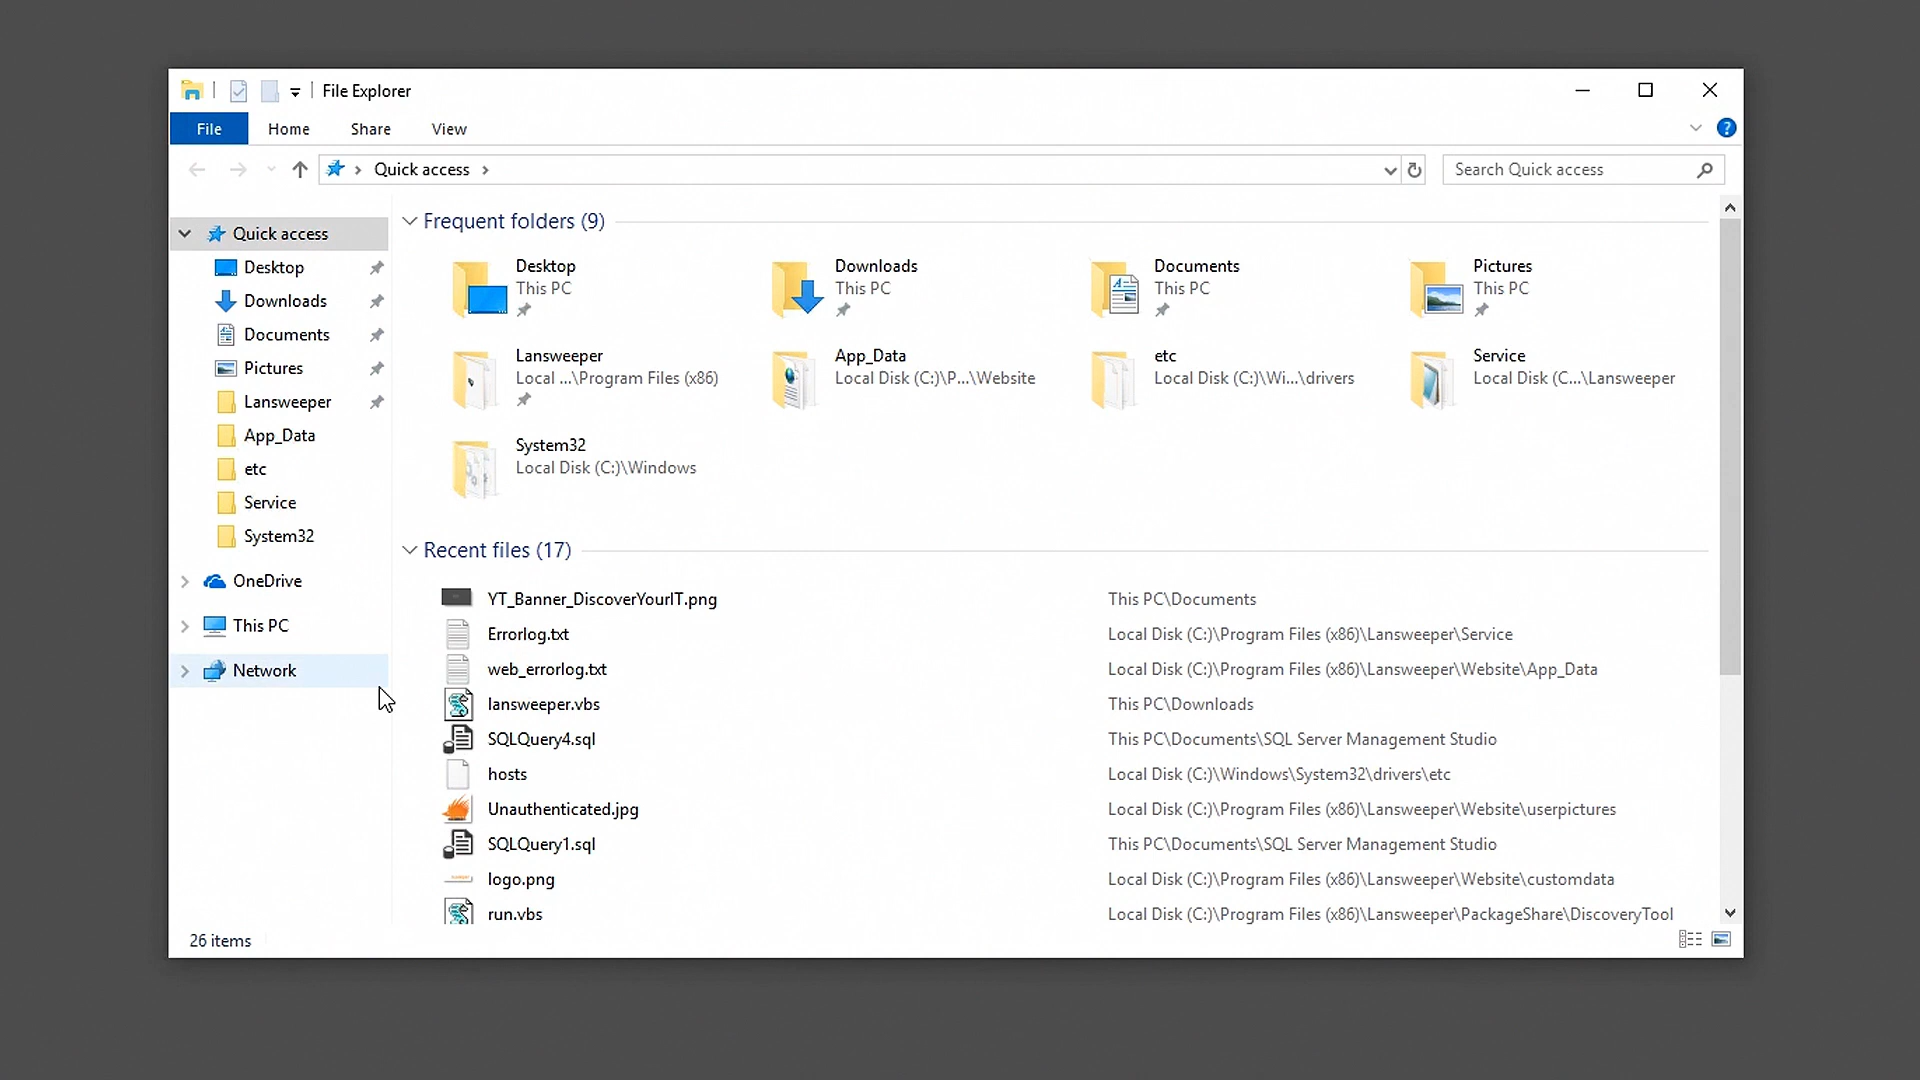 File Explorer
File Home Share View
Quick access
Search Quick access
Quick access
Desktop
Downloads
Documents
Pictures
Lansweeper
App_Data
etc
Service
System32
OneDrive
This PC
Network
Frequent folders (9)
Desktop
This PC
Downloads
This PC
Documents
This PC
Pictures
This PC
Lansweeper
Local ...\Program Files (x86)
App_Data
Local Disk (C:)\P...\Website
etc
Local Disk (C:)\Wi...\drivers
Service
Local Disk (C...\Lansweeper
System32
Local Disk (C:)\Windows
Recent files (17)
YT_Banner_DiscoverYourIT.png This PC\Documents
Errorlog.txt Local Disk (C:)\Program Files (x86)\Lansweeper\Service
web_errorlog.txt Local Disk (C:)\Program Files (x86)\Lansweeper\Website\App_Data
lansweeper.vbs This PC\Downloads
SQLQuery4.sql This PC\Documents\SQL Server Management Studio
hosts Local Disk (C:)\Windows\System32\drivers\etc
Unauthenticated.jpg Local Disk (C:)\Program Files (x86)\Lansweeper\Website\userpictures
SQLQuery1.sql This PC\Documents\SQL Server Management Studio
logo.png Local Disk (C:)\Program Files (x86)\Lansweeper\Website\customdata
run.vbs Local Disk (C:)\Program Files (x86)\Lansweeper\PackageShare\DiscoveryTool
26 items